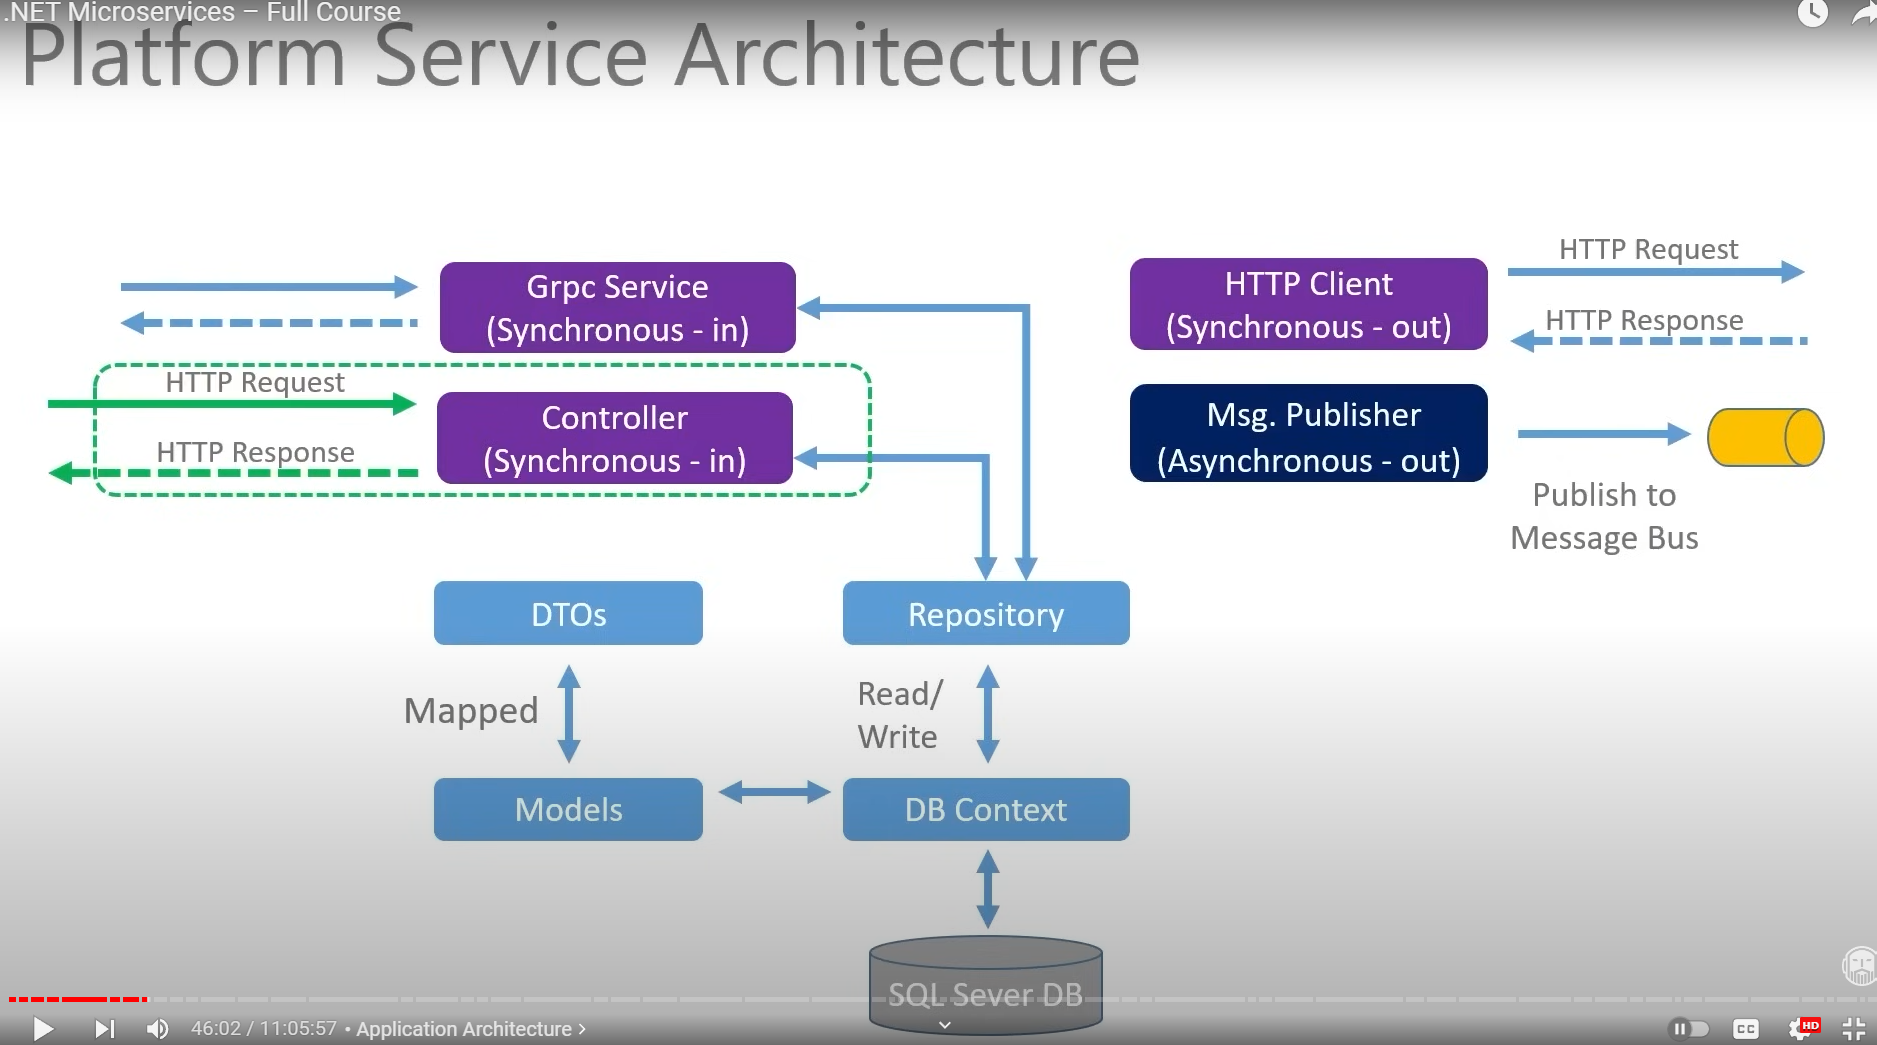 .NET Microservices – Full Course
Platform Service Architecture
Grpc Service
(Synchronous - in)
HTTP Request
HTTP Response
Controller
(Synchronous - in)
HTTP Client
(Synchronous - out)
HTTP Request
HTTP Response
Msg. Publisher
(Asynchronous - out)
Publish to
Message Bus
DTOs
Repository
Mapped
Read/
Write
Models
DB Context
SQL Sever DB
46:02 / 11:05:57 • Application Architecture >
CC
HD